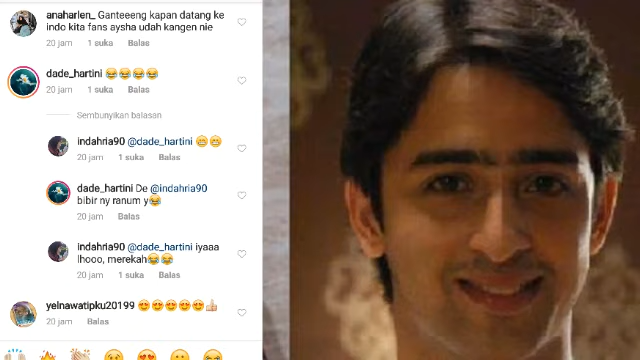 anaharlen_ Ganteeeng kapan datang ke
indo kita fans aysha udah kangen nie
20 jam 1 suka Balas
dade_hartini 😂😂😂😂
20 jam 1 suka Balas
Sembunyikan balasan
indahria90 @dade_hartini 😁😁
20 jam 1 suka Balas
dade_hartini De @indahria90
bibir ny ranum y😂
20 jam Balas
indahria90 @dade_hartini iyaaa
lhooo, merekah😂😂
20 jam 1 suka Balas
yelnawatipku20199 😍😍😍😍😍👍
20 jam Balas